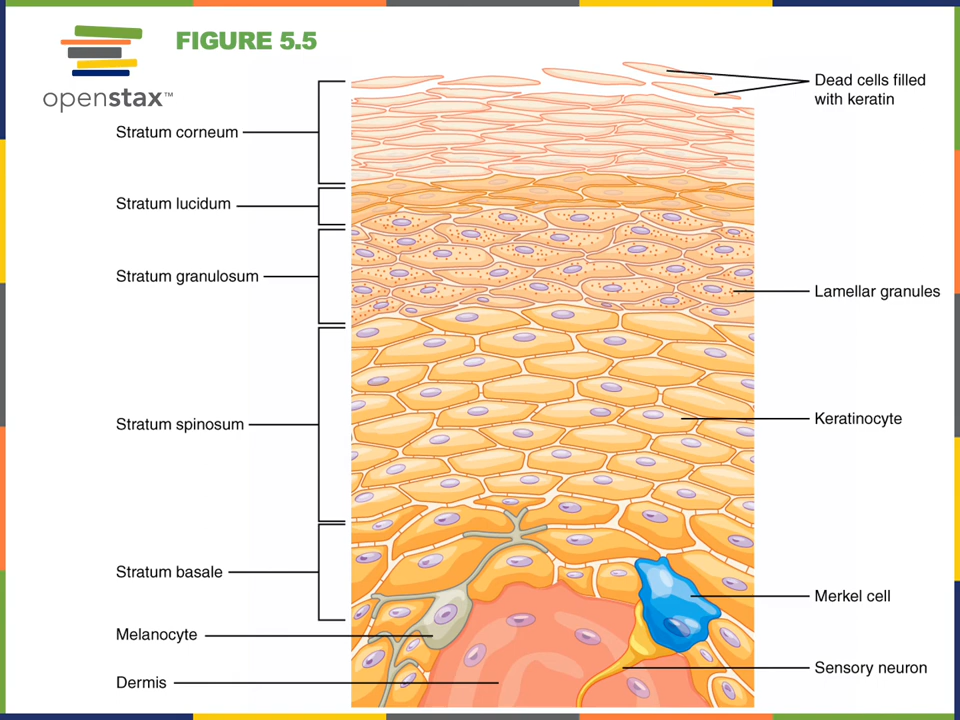 FIGURE 5.5
openstax™
Dead cells filled
with keratin
Stratum corneum
Stratum lucidum
Stratum granulosum
Lamellar granules
Stratum spinosum
Keratinocyte
Stratum basale
Merkel cell
Melanocyte
Sensory neuron
Dermis